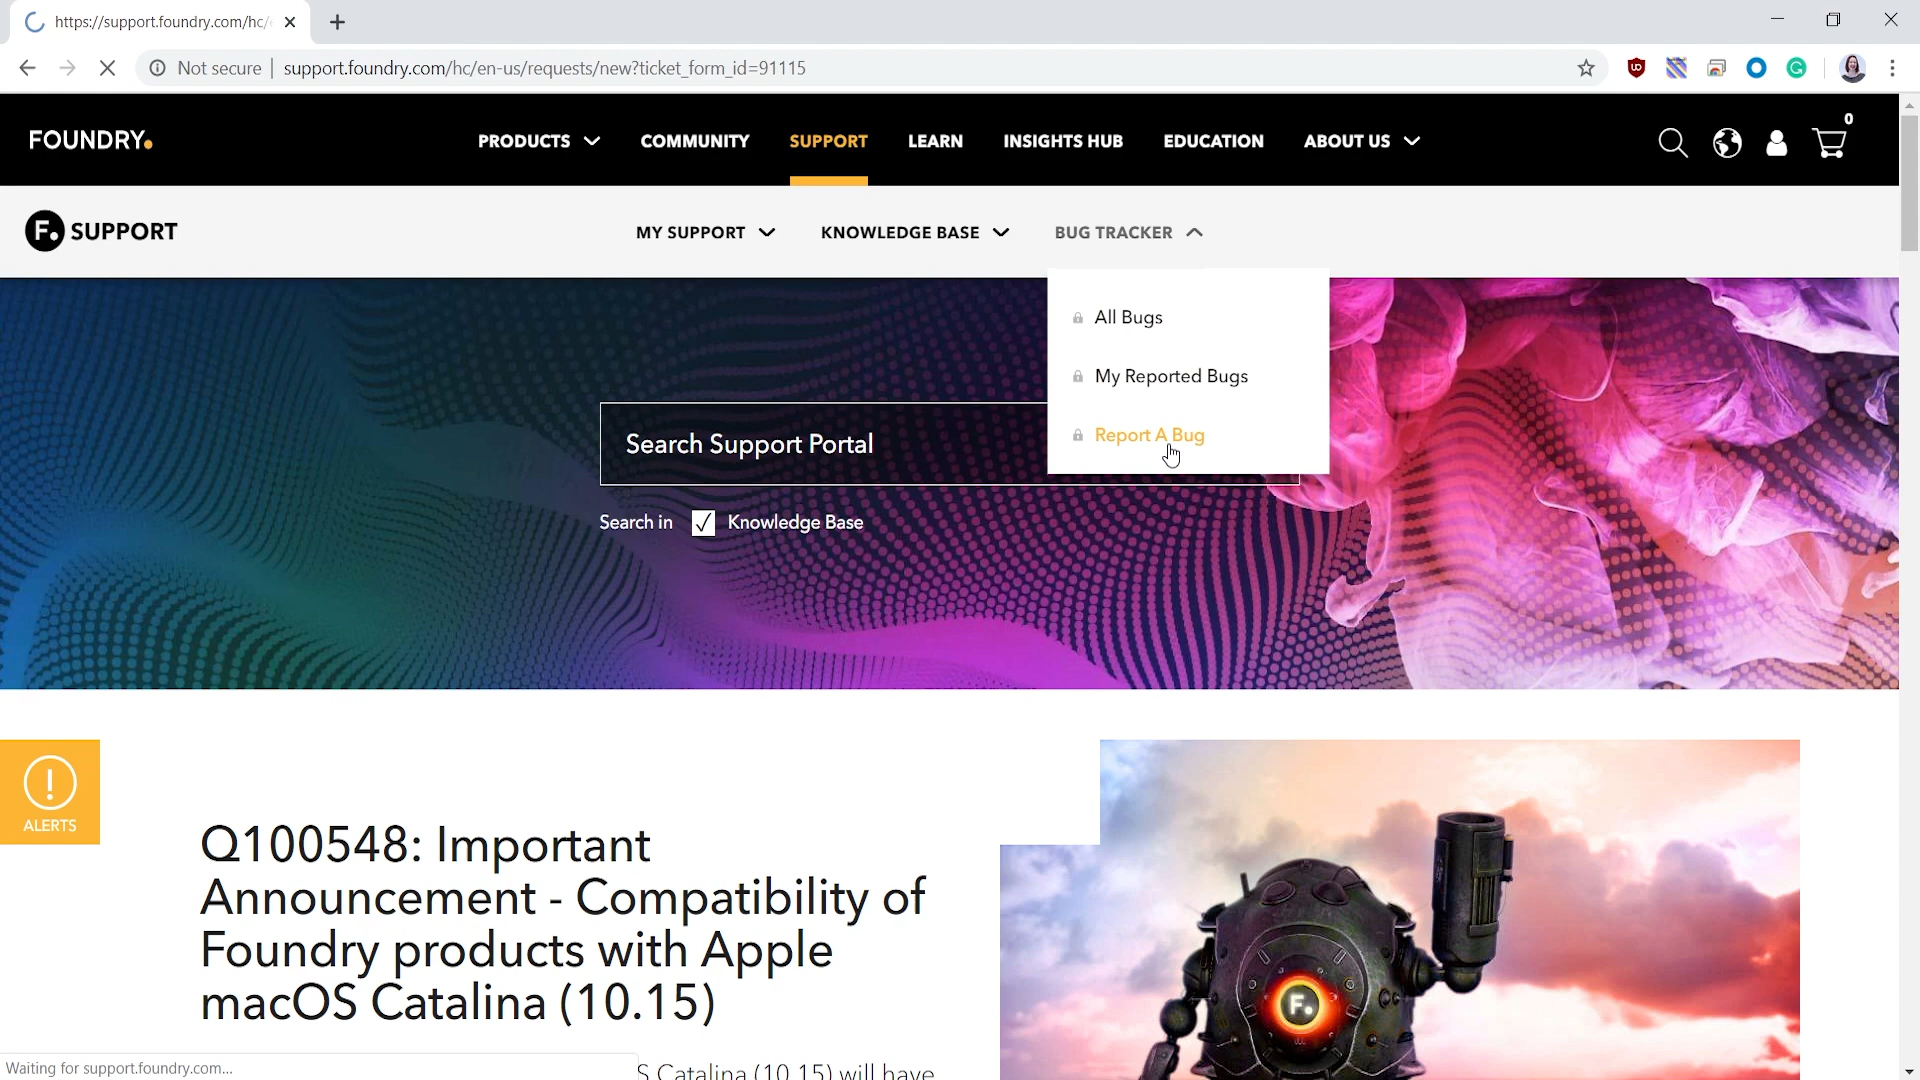 https://support.foundry.com/hc/
Not secure
support.foundry.com/hc/en-us/requests/new?ticket_form_id=91115
FOUNDRY.
PRODUCTS
COMMUNITY
SUPPORT
LEARN
INSIGHTS HUB
EDUCATION
ABOUT US
0
F. SUPPORT
MY SUPPORT
KNOWLEDGE BASE
BUG TRACKER
All Bugs
My Reported Bugs
Report A Bug
Search Support Portal
Search in
Knowledge Base
ALERTS
Q100548: Important
Announcement - Compatibility of
Foundry products with Apple
macOS Catalina (10.15)
F.
S Catalina (10.15) will have
Waiting for support.foundry.com...